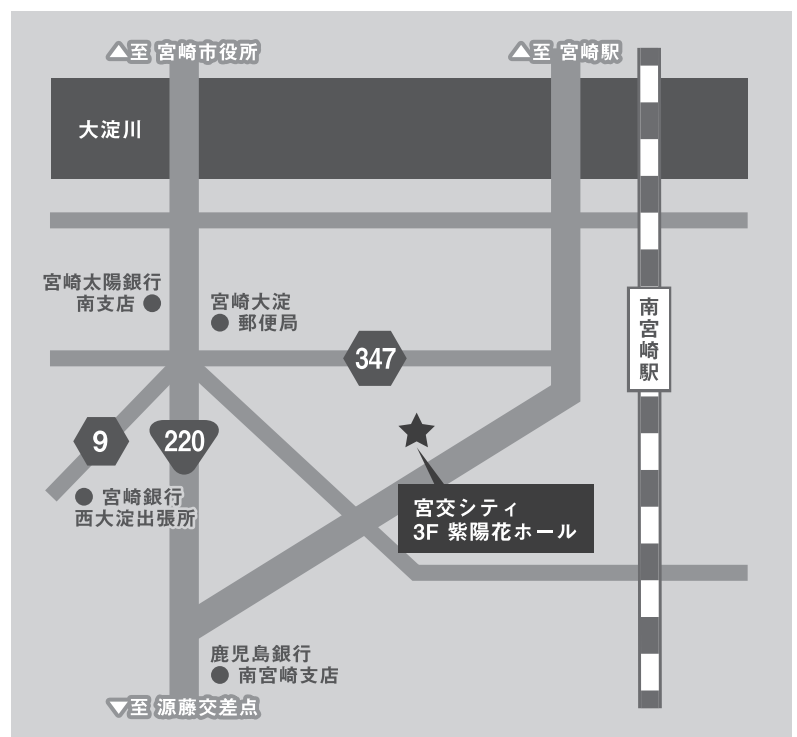 至 宮崎市役所
至 宮崎駅
大淀川
宮崎太陽銀行
南支店
宮崎大淀
郵便局
南宮崎駅
347
9
220
宮崎銀行
西大淀出張所
宮交シティ
3F 紫陽花ホール
鹿児島銀行
南宮崎支店
至 源藤交差点